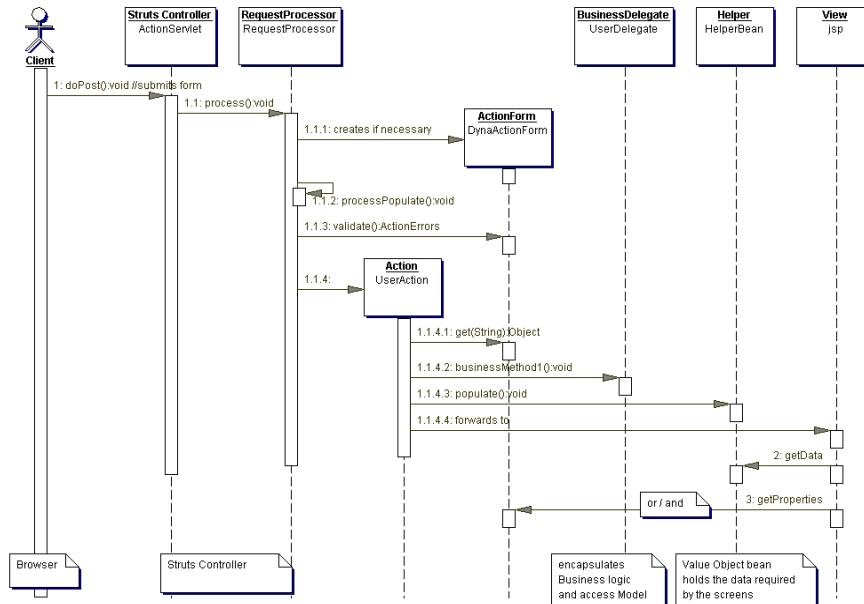 Struts Controller
ActionServlet
RequestProcessor
RequestProcessor
BusinessDelegate
UserDelegate
Helper
HelperBean
View
jsp
Client
1: doPost():void //submits form
1.1: process():void
1.1.1: creates if necessary
ActionForm
DynaActionForm
1.1.2: processPopulate():void
1.1.3: validate():ActionErrors
Action
UserAction
1.1.4:
1.1.4.1: get(String):Object
1.1.4.2: businessMethod1():void
1.1.4.3: populate():void
1.1.4.4: forwards to
2: getData
or / and
3: getProperties
Browser
Struts Controller
encapsulates
Business logic
and access Model
Value Object bean
holds the data required
by the screens